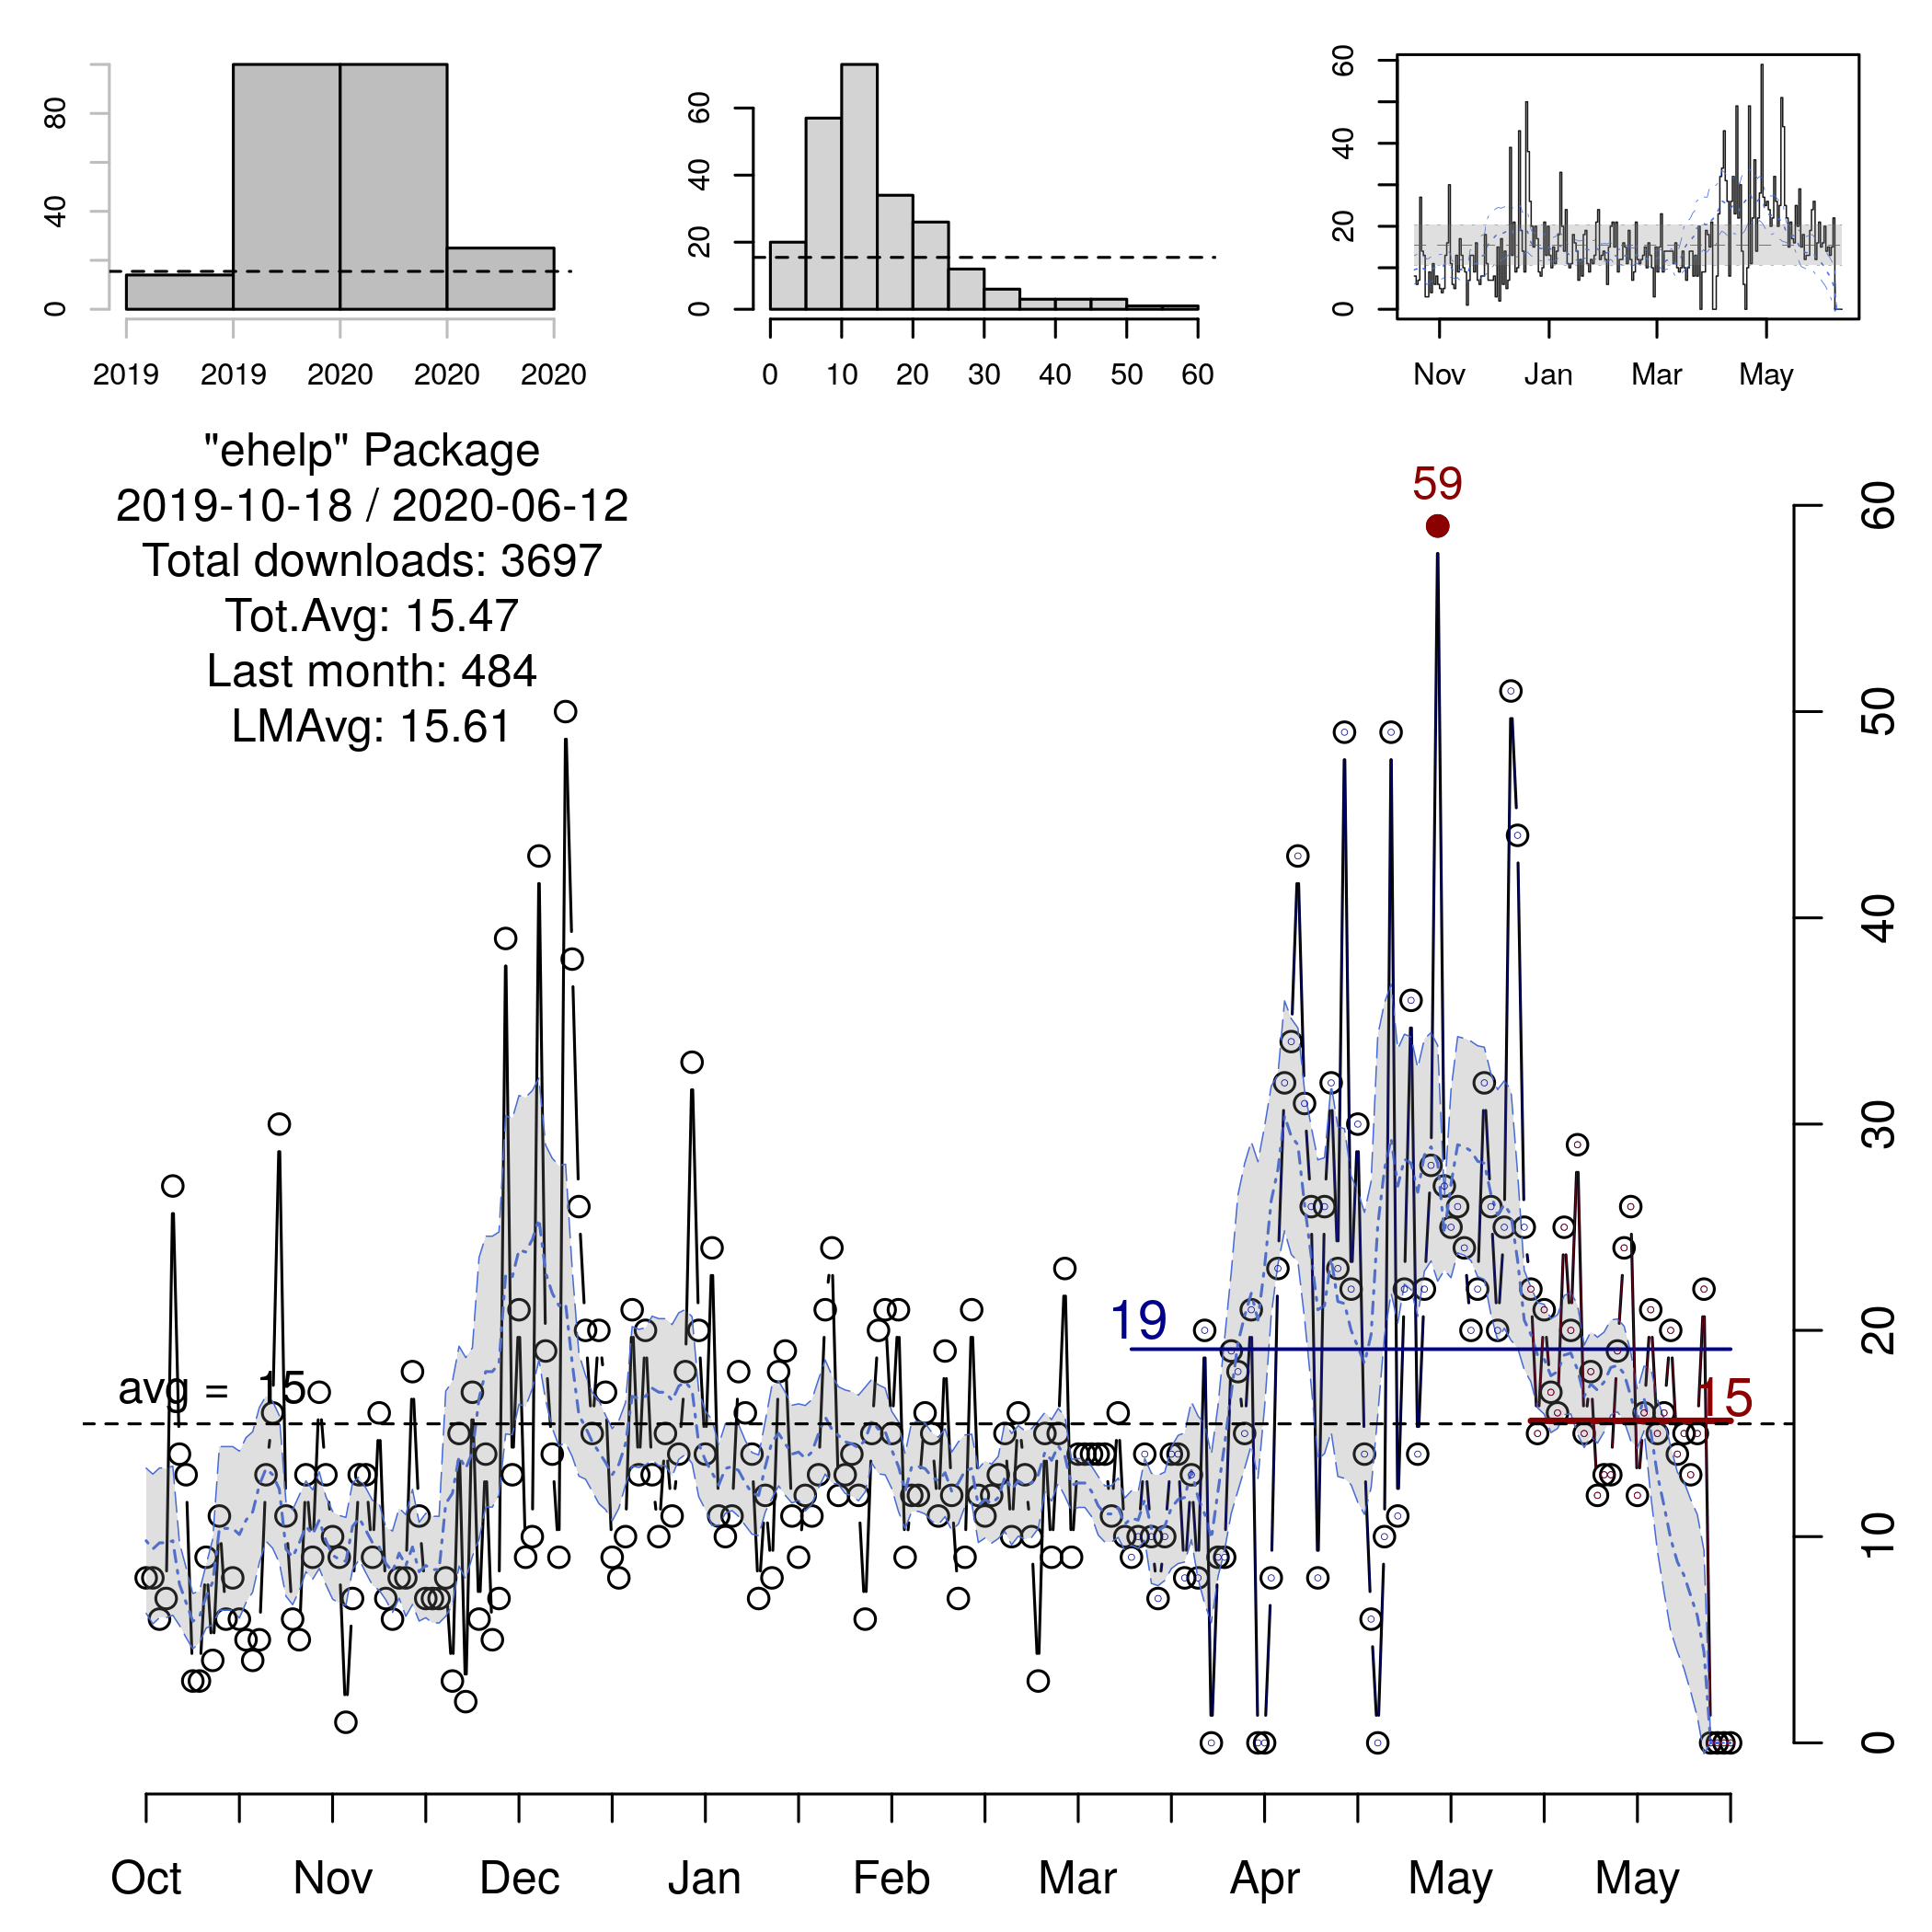 80
40
0
2019 2019 2020 2020 2020
60
40
20
0
0 10 20 30 40 50 60
60
40
20
0
Nov Jan Mar May
"ehelp" Package
2019-10-18 / 2020-06-12
Total downloads: 3697
Tot.Avg: 15.47
Last month: 484
LMAvg: 15.61
59
19
avg = 15
15
60
50
40
30
20
10
0
Oct Nov Dec Jan Feb Mar Apr May May